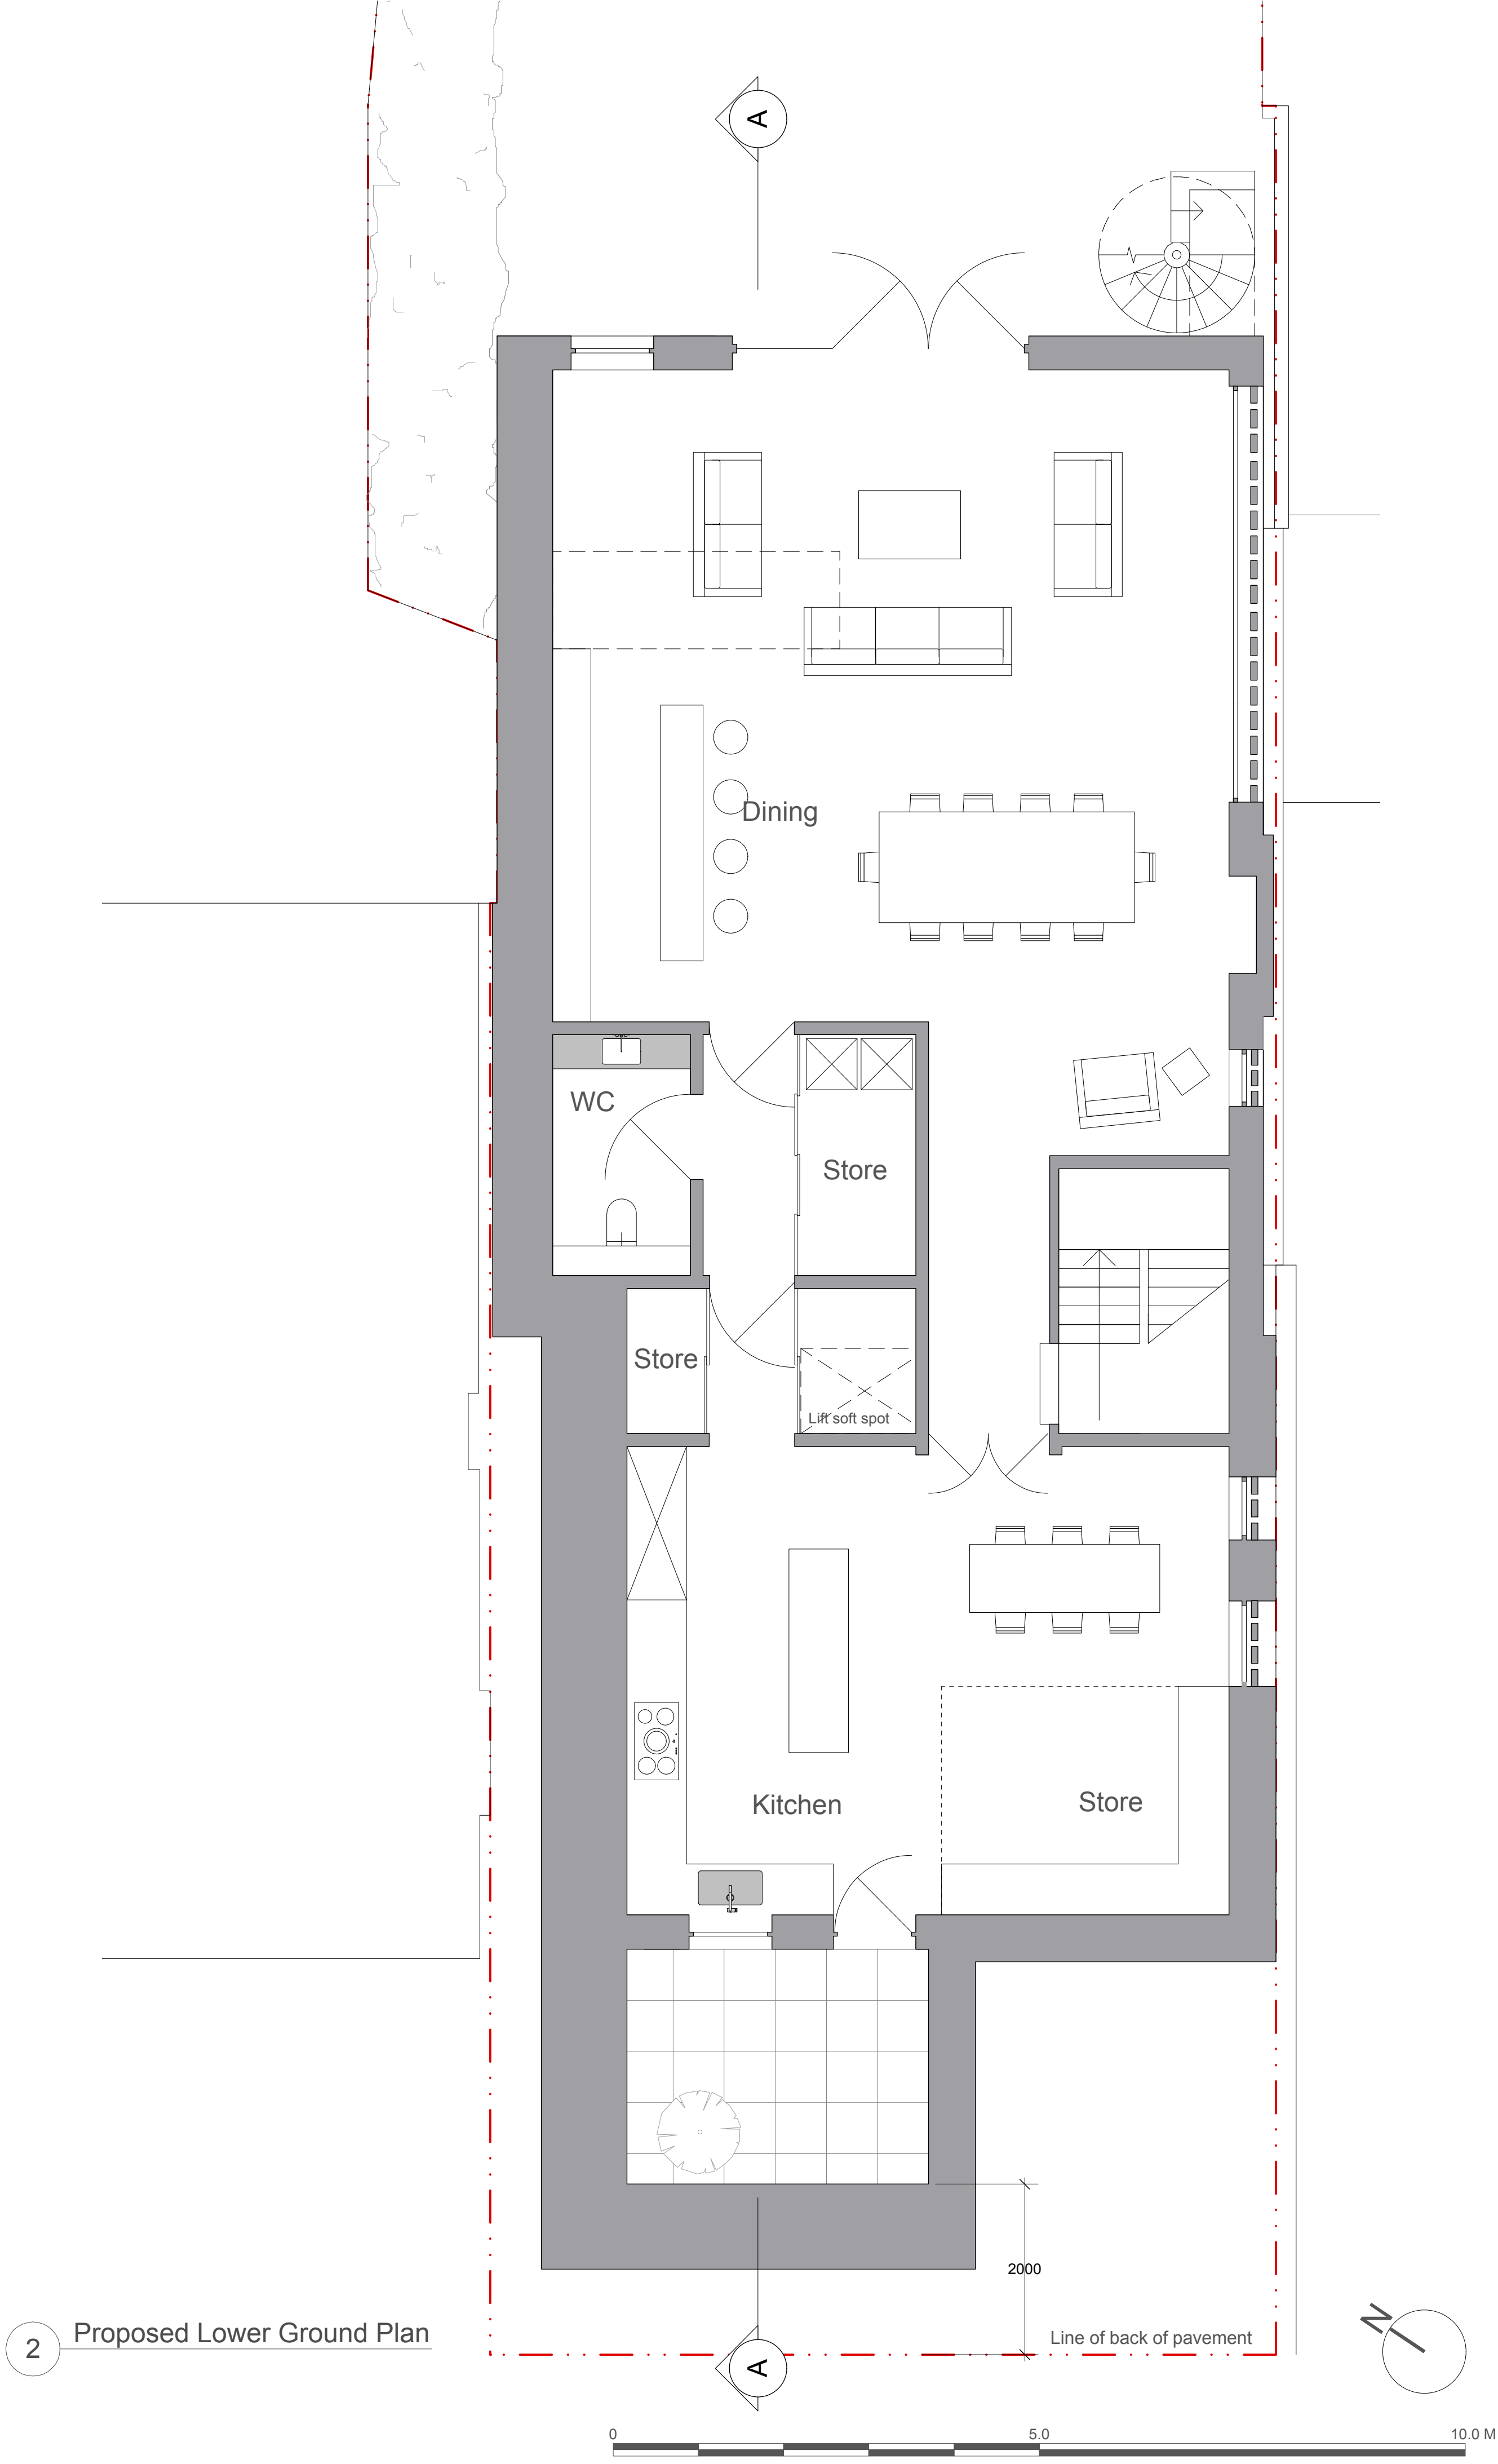 A
Dining
WC
Store
Store
Lift soft spot
Kitchen
Store
2000
2 Proposed Lower Ground Plan
Line of back of pavement
A
N
0 5.0 10.0 M